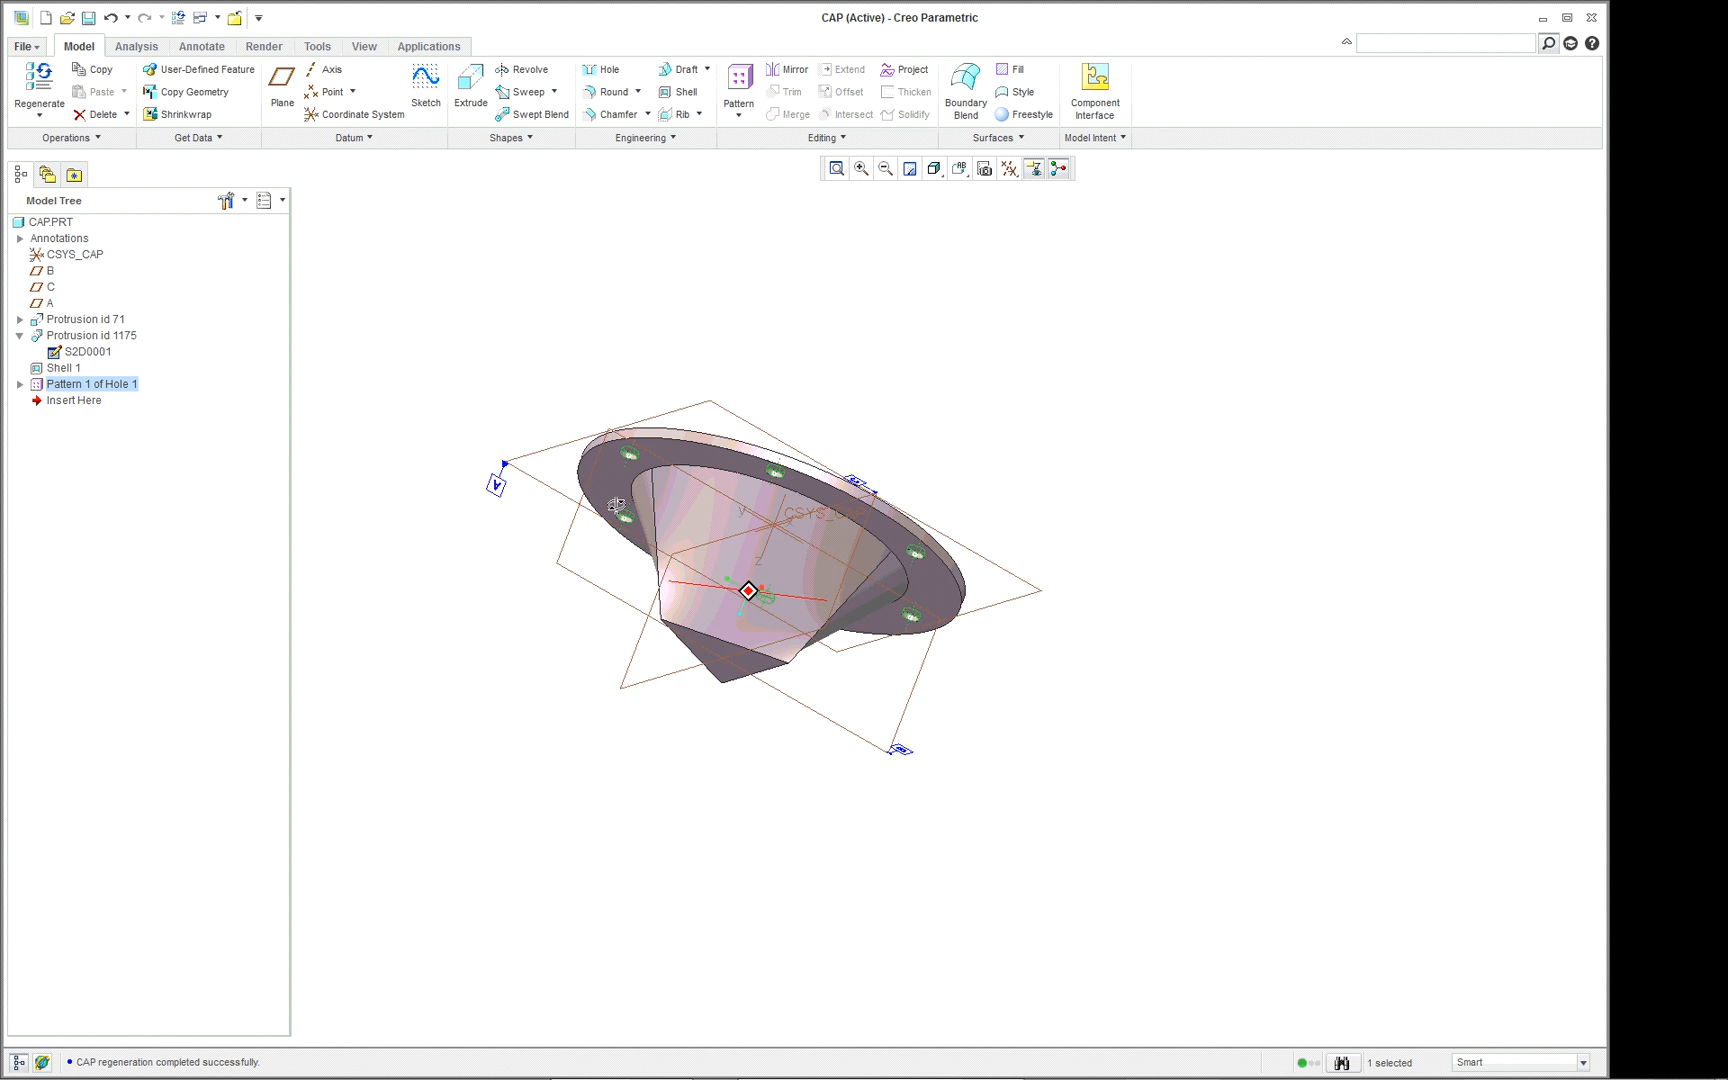 CAP (Active) - Creo Parametric
File Model Analysis Annotate Render Tools View Applications
Regenerate Copy Paste Delete
User-Defined Feature Copy Geometry Shrinkwrap
Plane Axis Point Coordinate System Sketch
Extrude Revolve Sweep Swept Blend
Hole Round Chamfer Draft Shell Rib
Pattern Mirror Trim Merge Extend Offset Intersect Project Thicken Solidify
Boundary Blend Fill Style Freestyle
Component Interface
Operations Get Data Datum Shapes Engineering Editing Surfaces Model Intent
Model Tree
CAP.PRT
Annotations
CSYS_CAP
B
C
A
Protrusion id 71
Protrusion id 1175
S2D0001
Shell 1
Pattern 1 of Hole 1
Insert Here
A
y
CSYS_CAP
z
CAP regeneration completed successfully.
1 selected
Smart